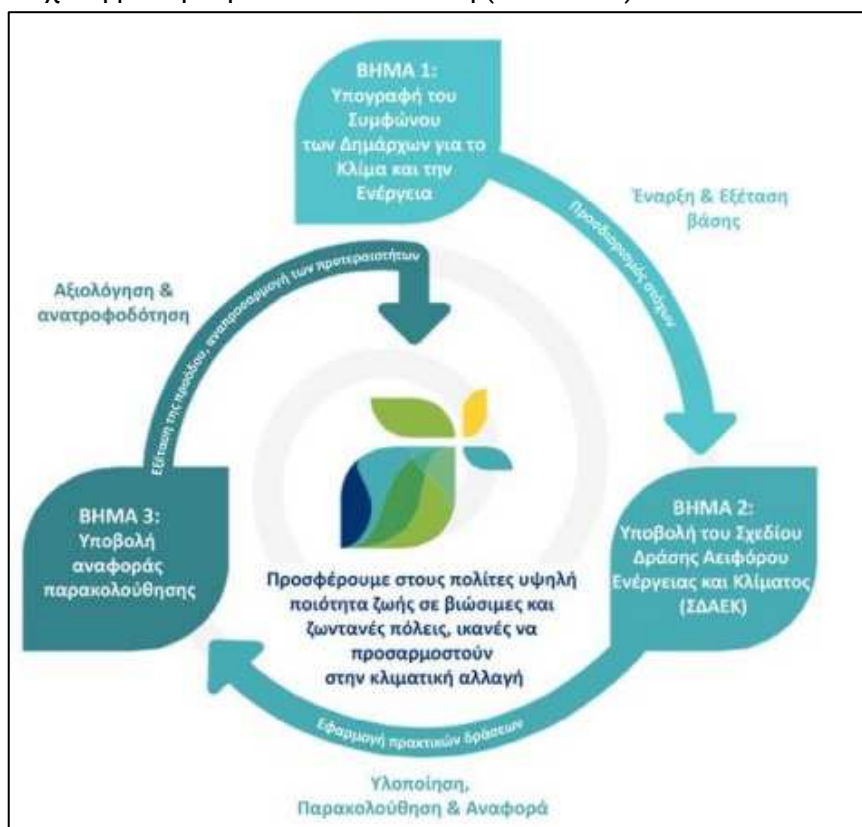 ΒΗΜΑ 1:
Υπογραφή του
Συμφώνου
των Δημάρχων για το
Κλίμα και την
Ενέργεια
Προσδιορισμός στόχων
Έναρξη & Εξέταση
βάσης
ΒΗΜΑ 2:
Υποβολή του Σχεδίου
Δράσης Αειφόρου
Ενέργειας και Κλίματος
(ΣΔΑΕΚ)
Εφαρμογή πρακτικών δράσεων
Υλοποίηση,
Παρακολούθηση & Αναφορά
ΒΗΜΑ 3:
Υποβολή
αναφοράς
παρακολούθησης
Εξέταση της προόδου, αναπροσαρμογή των προτεραιοτήτων
Αξιολόγηση &
ανατροφοδότηση
Προσφέρουμε στους πολίτες υψηλή
ποιότητα ζωής σε βιώσιμες και
ζωντανές πόλεις, ικανές να
προσαρμοστούν
στην κλιματική αλλαγή